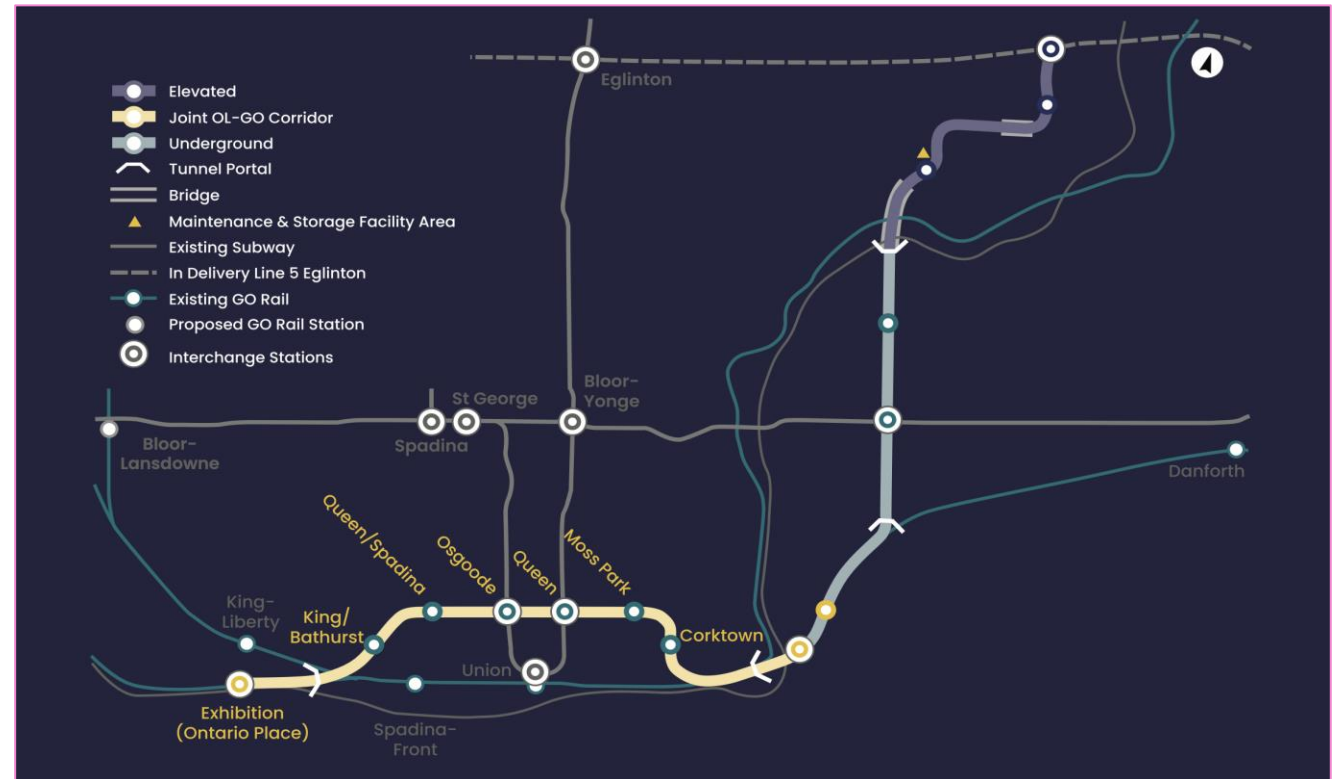 Elevated
Joint OL-GO Corridor
Underground
Tunnel Portal
Bridge
Maintenance & Storage Facility Area
Existing Subway
In Delivery Line 5 Eglinton
Existing GO Rail
Proposed GO Rail Station
Interchange Stations
Eglinton
Bloor-
Yonge
St George
Spadina
Bloor-
Lansdowne
Danforth
Queen/Spadina
Osgoode
Queen
Moss Park
King-
Liberty
King/
Bathurst
Corktown
Union
Exhibition
(Ontario Place)
Spadina-
Front